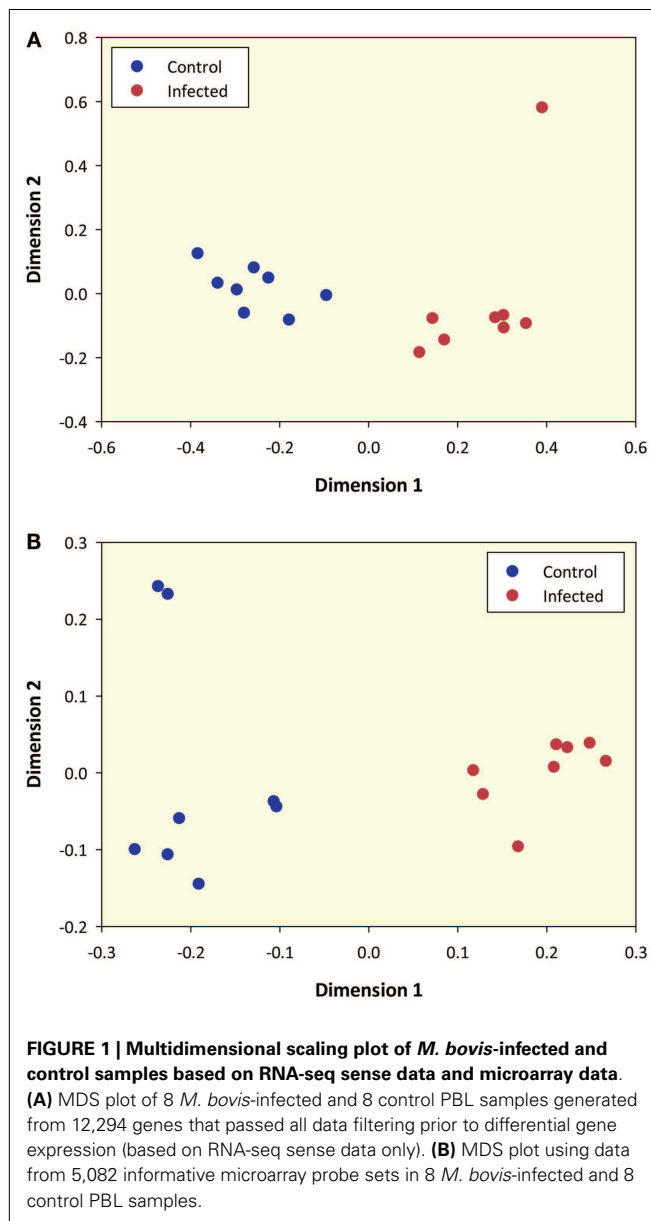 A
0.8
Control
Infected
0.6
0.4
0.2
0.0
-0.2
-0.4
Dimension 2
-0.6 -0.4 -0.2 0.0 0.2 0.4 0.6
Dimension 1
B
0.3
Control
Infected
0.2
0.1
0.0
-0.1
-0.2
Dimension 2
-0.3 -0.2 -0.1 0.0 0.1 0.2 0.3
Dimension 1
FIGURE 1 | Multidimensional scaling plot of M. bovis-infected and
control samples based on RNA-seq sense data and microarray data.
(A) MDS plot of 8 M. bovis-infected and 8 control PBL samples generated
from 12,294 genes that passed all data filtering prior to differential gene
expression (based on RNA-seq sense data only). (B) MDS plot using data
from 5,082 informative microarray probe sets in 8 M. bovis-infected and 8
control PBL samples.